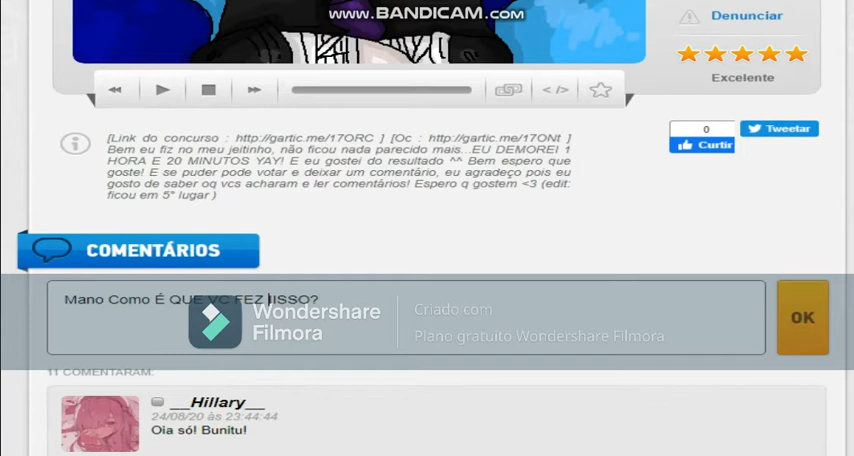 www.BANDICAM.com
Denunciar
Excelente
[Link do concurso : http://gartic.me/17ORC ] [Oc : http://gartic.me/17ONt ]
Bem eu fiz no meu jeitinho, não ficou nada parecido mais...EU DEMOREI 1
HORA E 20 MINUTOS YAY! E eu gostei do resultado ^^ Bem espero que
goste! E se puder pode votar e deixar um comentário, eu agradeço pois eu
gosto de saber oq vcs acharam e ler comentários! Espero q gostem <3 (edit:
ficou em 5° lugar )
0
Curtir
Tweetar
COMENTÁRIOS
Mano Como É QUE VC FEZ IISSO?
OK
Wondershare
Filmora
Criado com
Plano gratuito Wondershare Filmora
11 COMENTARAM:
__Hillary__
24/08/20 às 23:44:44
Oia só! Bunitu!